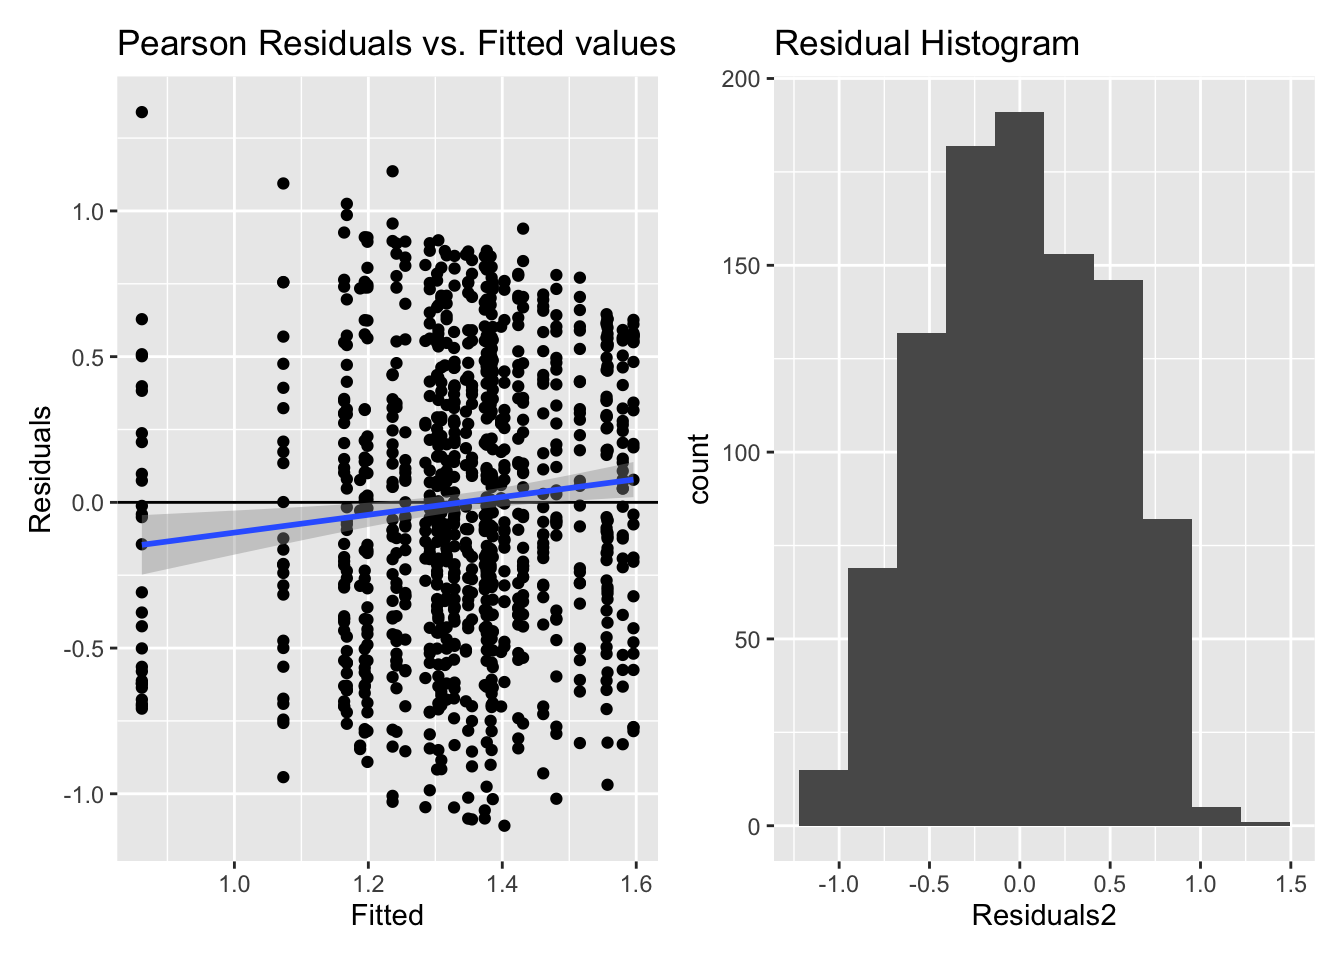 Pearson Residuals vs. Fitted values
Residuals
1.0
0.5
0.0
-0.5
-1.0
1.0 1.2 1.4 1.6
Fitted
Residual Histogram
count
200
150
100
50
0
-1.0 -0.5 0.0 0.5 1.0 1.5
Residuals2